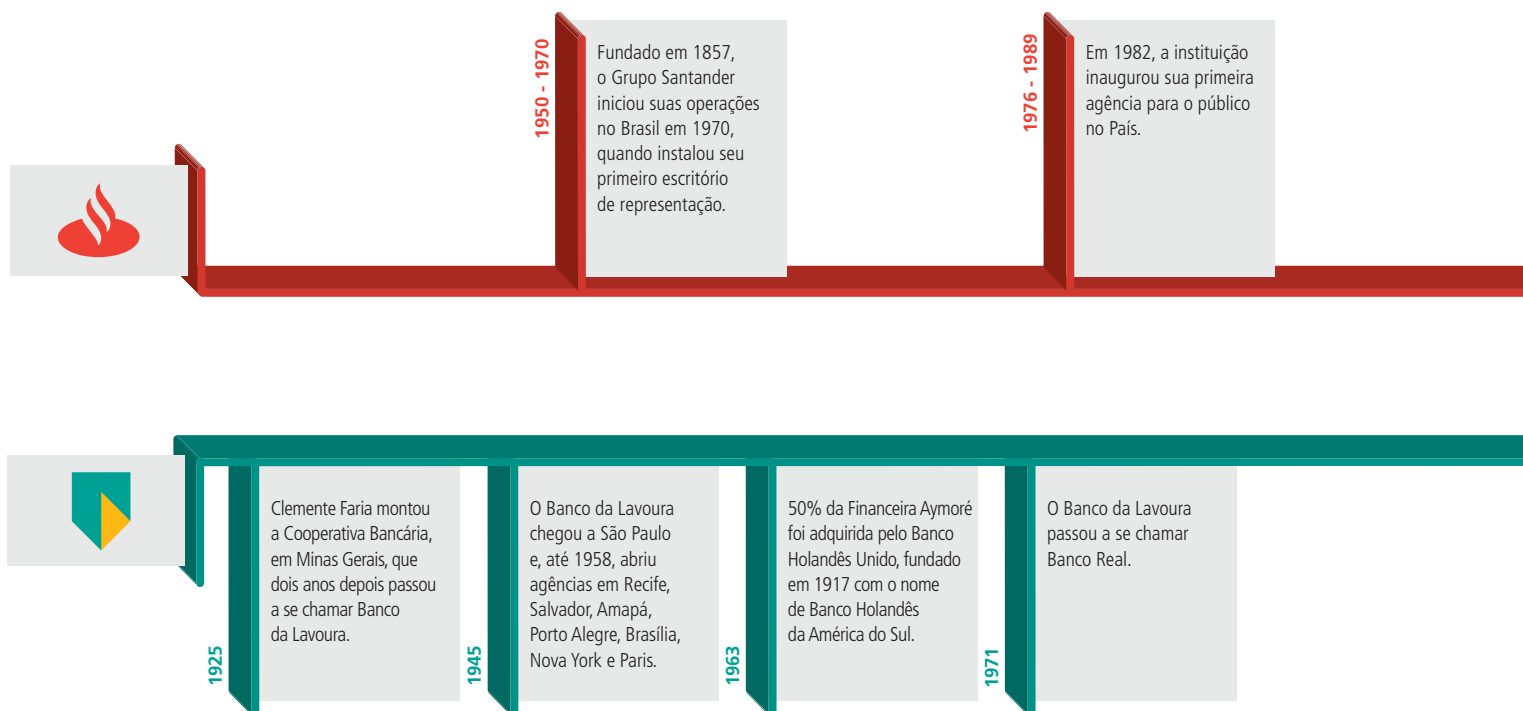 1950 - 1970
Fundado em 1857,
o Grupo Santander
iniciou suas operações
no Brasil em 1970,
quando instalou seu
primeiro escritório
de representação.
1976 - 1989
Em 1982, a instituição
inaugurou sua primeira
agência para o público
no País.
1925
Clemente Faria montou
a Cooperativa Bancária,
em Minas Gerais, que
dois anos depois passou
a se chamar Banco
da Lavoura.
1945
O Banco da Lavoura
chegou a São Paulo
e, até 1958, abriu
agências em Recife,
Salvador, Amapá,
Porto Alegre, Brasília,
Nova York e Paris.
1963
50% da Financeira Aymoré
foi adquirida pelo Banco
Holandês Unido, fundado
em 1917 com o nome
de Banco Holandês
da América do Sul.
1971
O Banco da Lavoura
passou a se chamar
Banco Real.